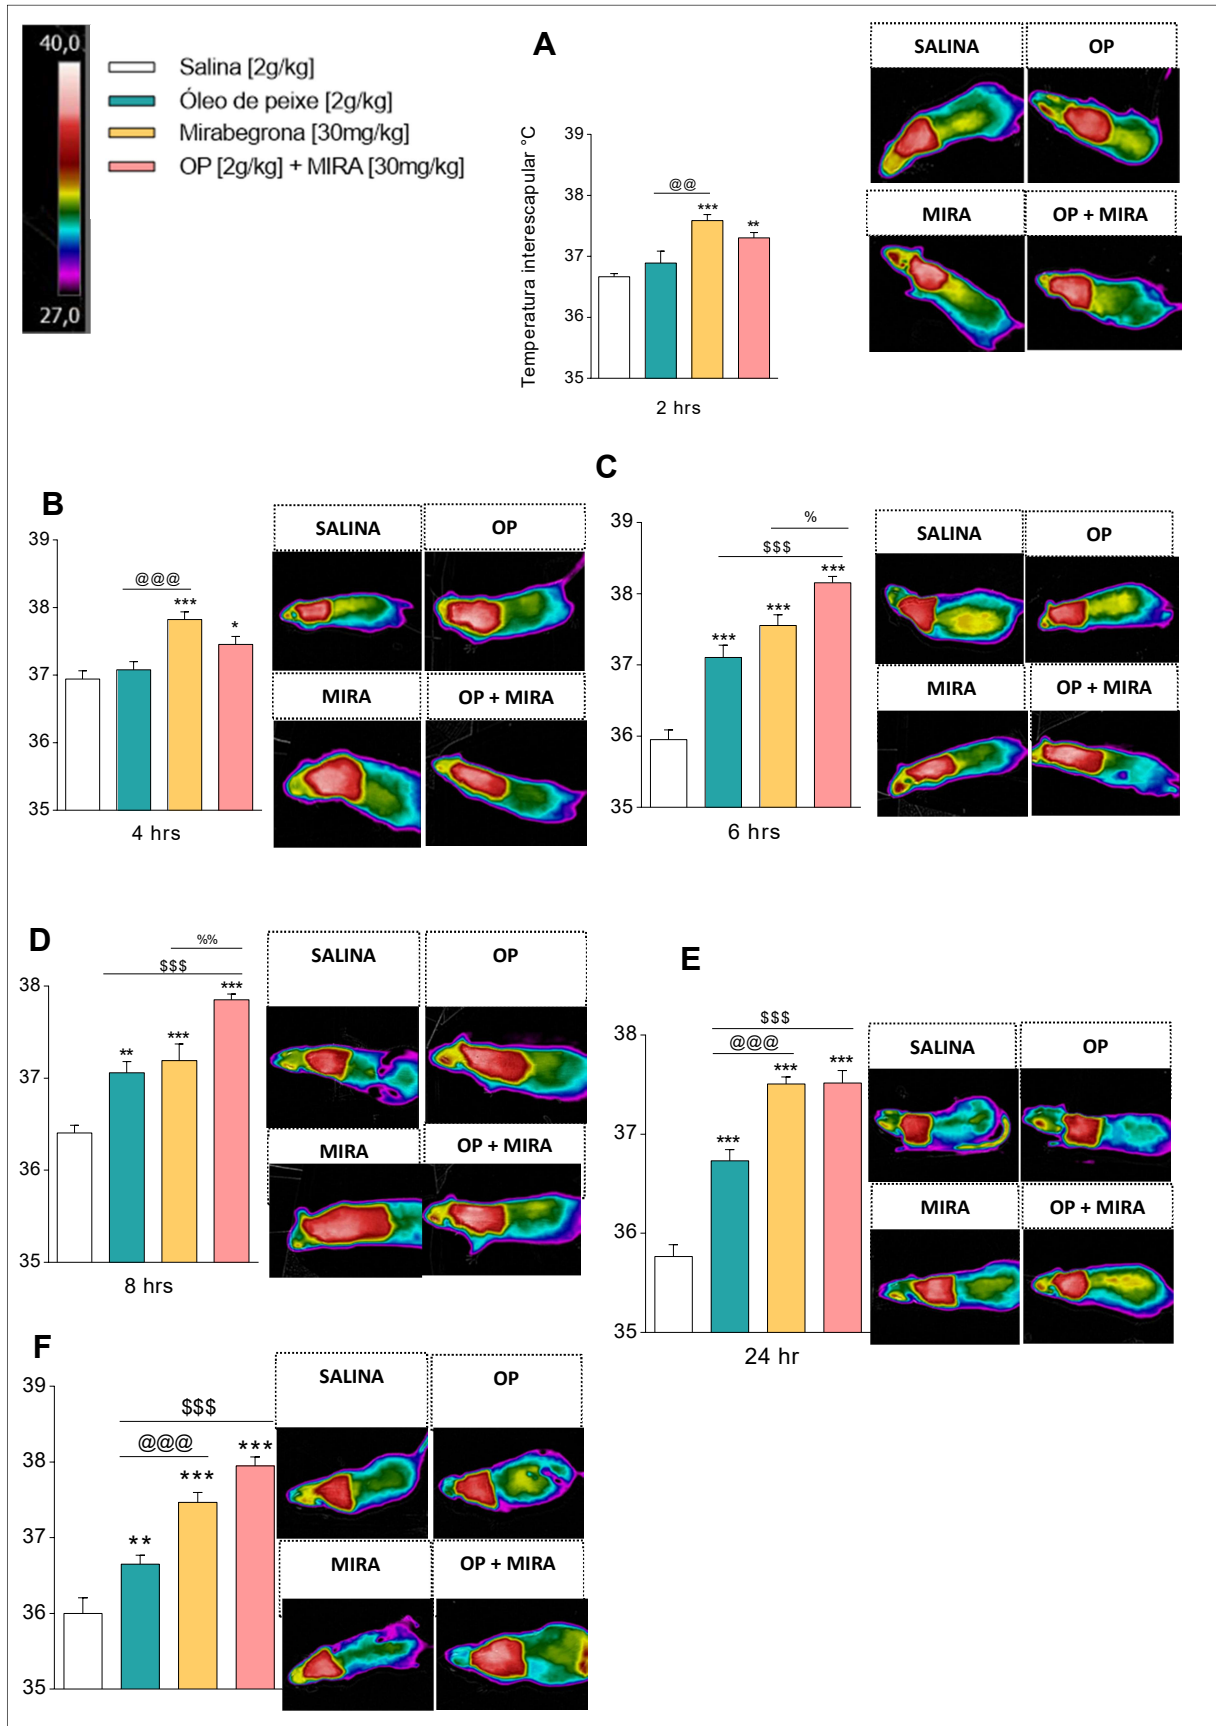 40,0
27,0
Salina [2g/kg]
Óleo de peixe [2g/kg]
Mirabegrona [30mg/kg]
OP [2g/kg] + MIRA [30mg/kg]
A
Temperatura interescapular °C
39
38
37
36
35
@@
***
**
2 hrs
SALINA
OP
MIRA
OP + MIRA
B
39
38
37
36
35
@@@
***
*
4 hrs
SALINA
OP
MIRA
OP + MIRA
C
39
38
37
36
35
%
$$$
***
***
***
6 hrs
SALINA
OP
MIRA
OP + MIRA
D
38
37
36
35
%%
$$$
***
***
**
8 hrs
SALINA
OP
MIRA
OP + MIRA
E
38
37
36
35
$$$
@@@
***
***
***
24 hr
SALINA
OP
MIRA
OP + MIRA
F
39
38
37
36
35
$$$
@@@
***
***
**
SALINA
OP
MIRA
OP + MIRA